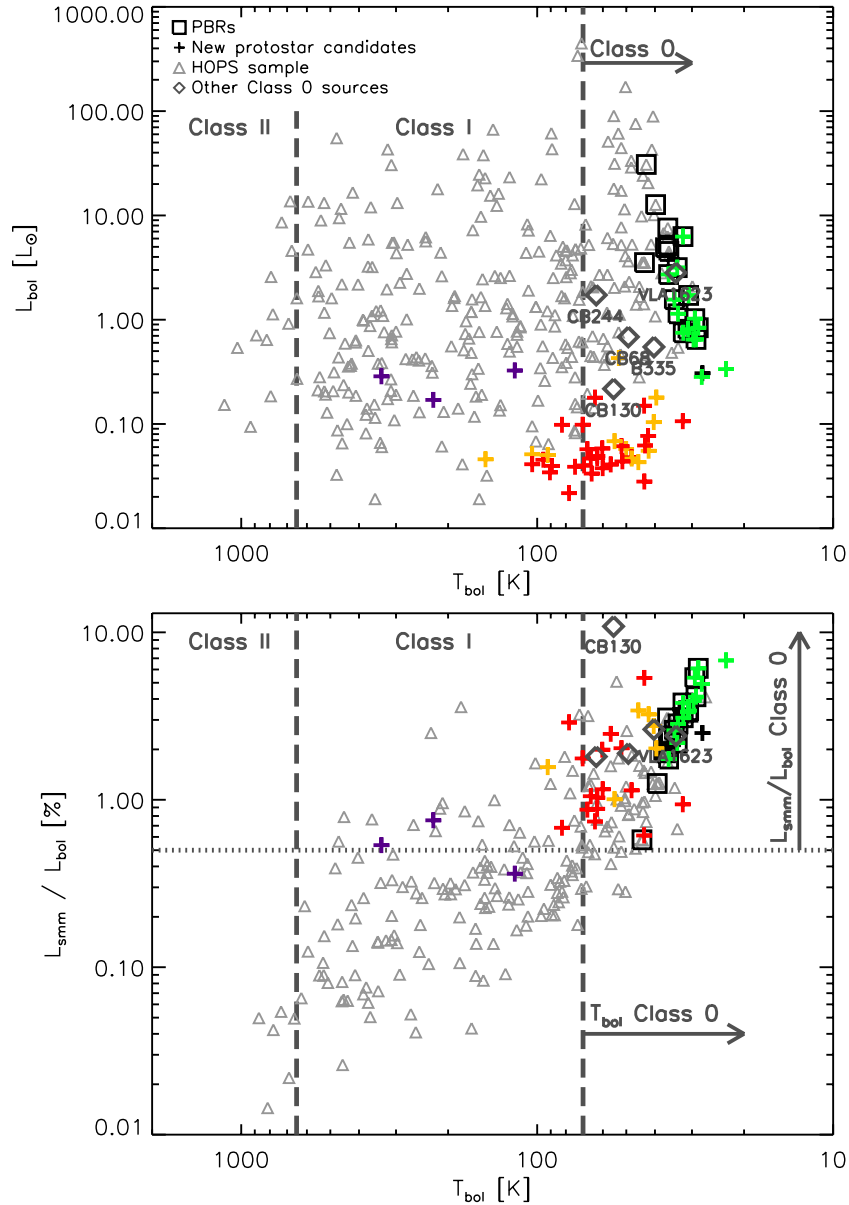 1000.00
100.00
10.00
1.00
0.10
0.01
L_bol [L⊙]
PBRs
New protostar candidates
HOPS sample
Other Class 0 sources
Class 0
Class II
Class I
VLA1623
CB244
CB68
B335
CB130
1000
100
10
T_bol [K]
10.00
1.00
0.10
0.01
L_smm / L_bol [%]
Class II
Class I
CB130
VLA1623
L_smm/L_bol Class 0
T_bol Class 0
1000
100
10
T_bol [K]